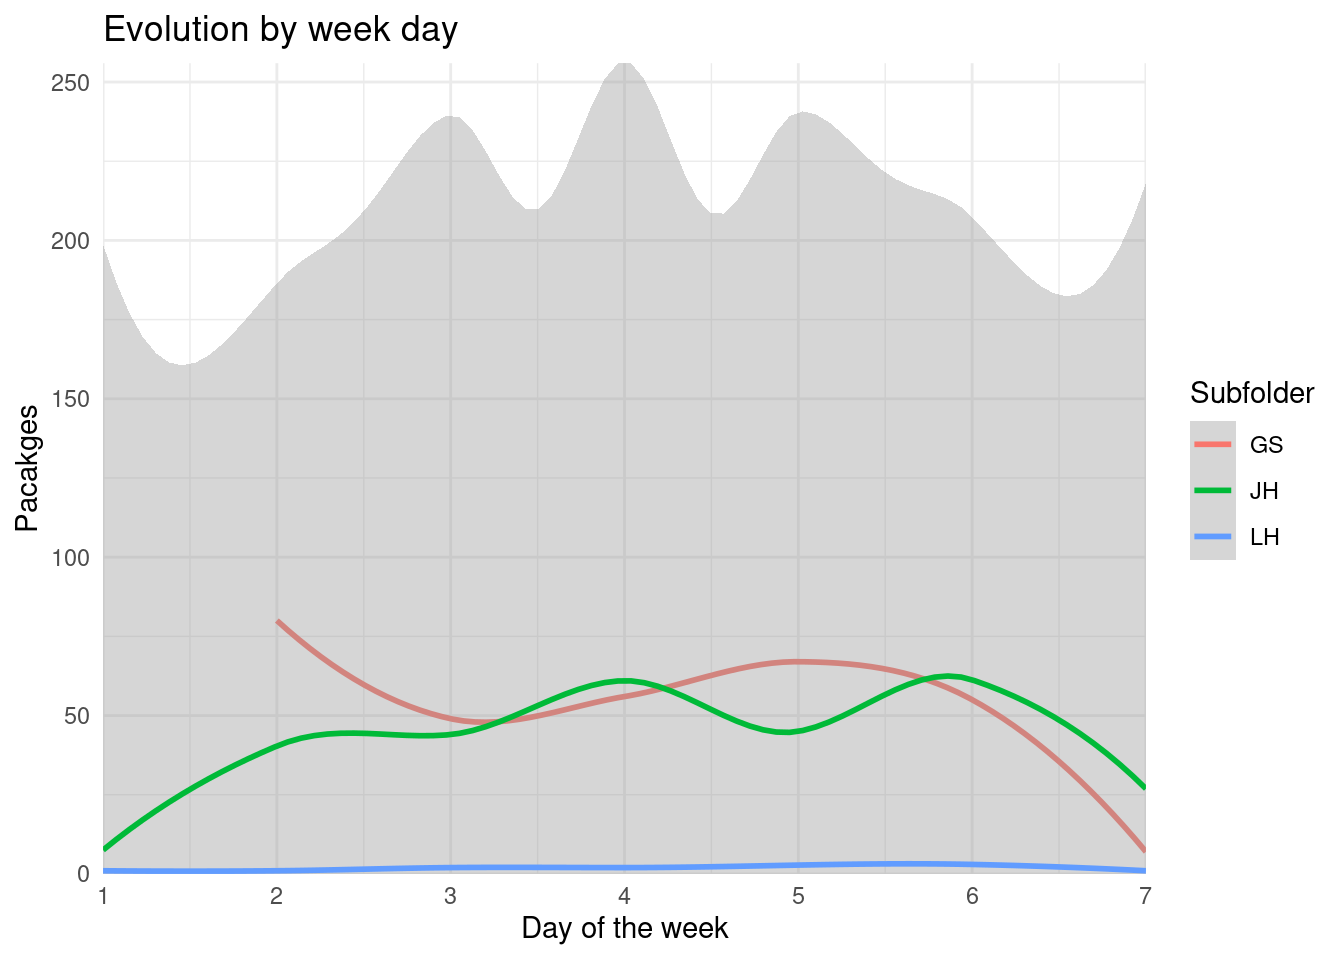 Evolution by week day
250
200
150
100
50
0
Pacakges
1 2 3 4 5 6 7
Day of the week
Subfolder
GS
JH
LH